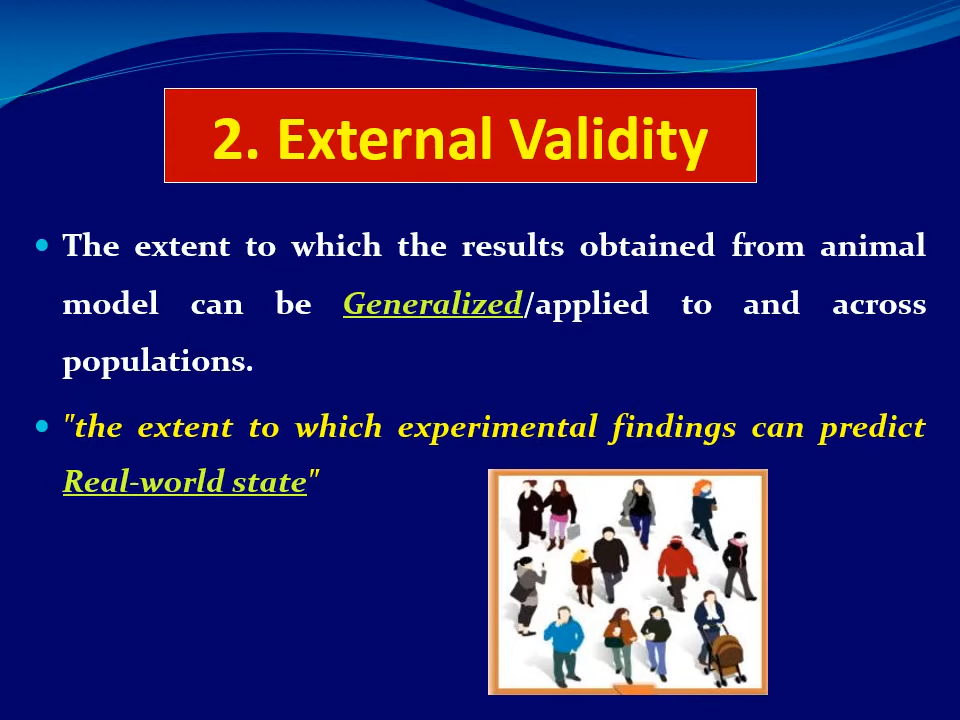 2. External Validity
The extent to which the results obtained from animal
model can be Generalized/applied to and across
populations.
"the extent to which experimental findings can predict
Real-world state"